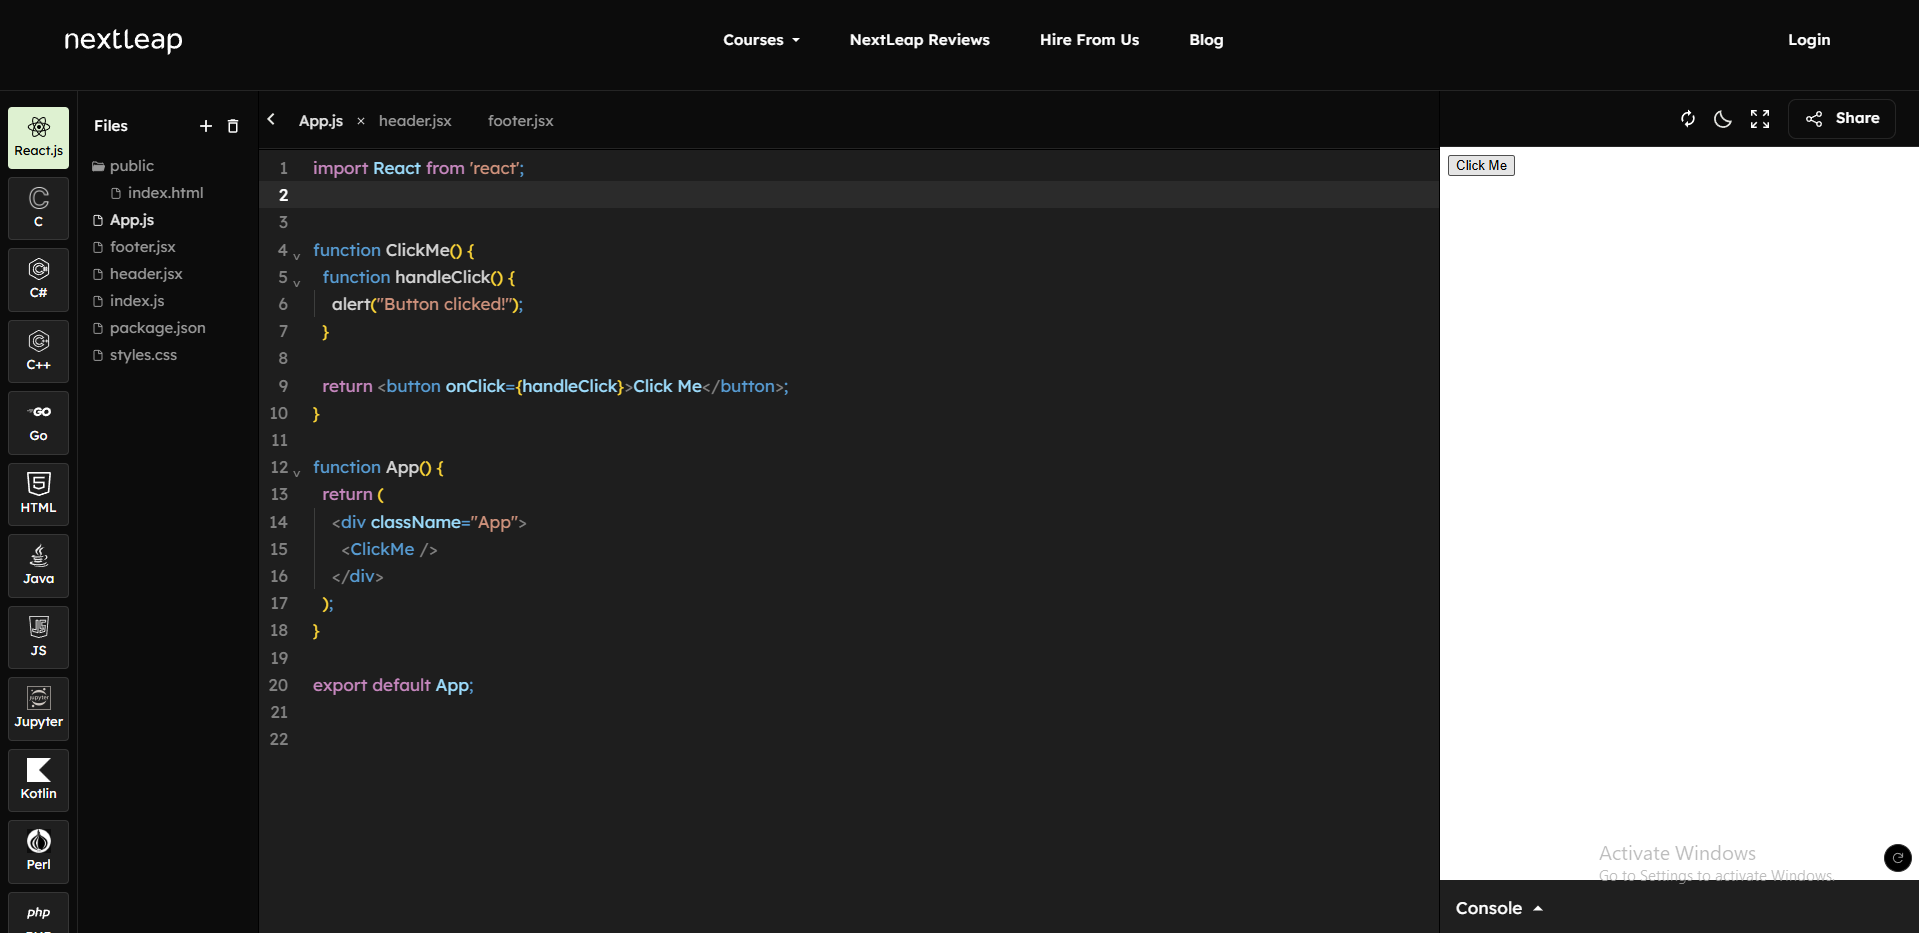 nextleap
Courses
NextLeap Reviews
Hire From Us
Blog
Login
React.js
C
C#
C++
GO
Go
HTML
Java
JS
Jupyter
Kotlin
Perl
php
Files
public
index.html
App.js
footer.jsx
header.jsx
index.js
package.json
styles.css
App.js × header.jsx footer.jsx
1 import React from 'react';
2
3
4 function ClickMe() {
5 function handleClick() {
6 alert("Button clicked!");
7 }
8
9 return <button onClick={handleClick}>Click Me</button>;
10 }
11
12 function App() {
13 return (
14 <div className="App">
15 <ClickMe />
16 </div>
17 );
18 }
19
20 export default App;
21
22
Share
Click Me
Activate Windows
Go to Settings to activate Windows.
Console